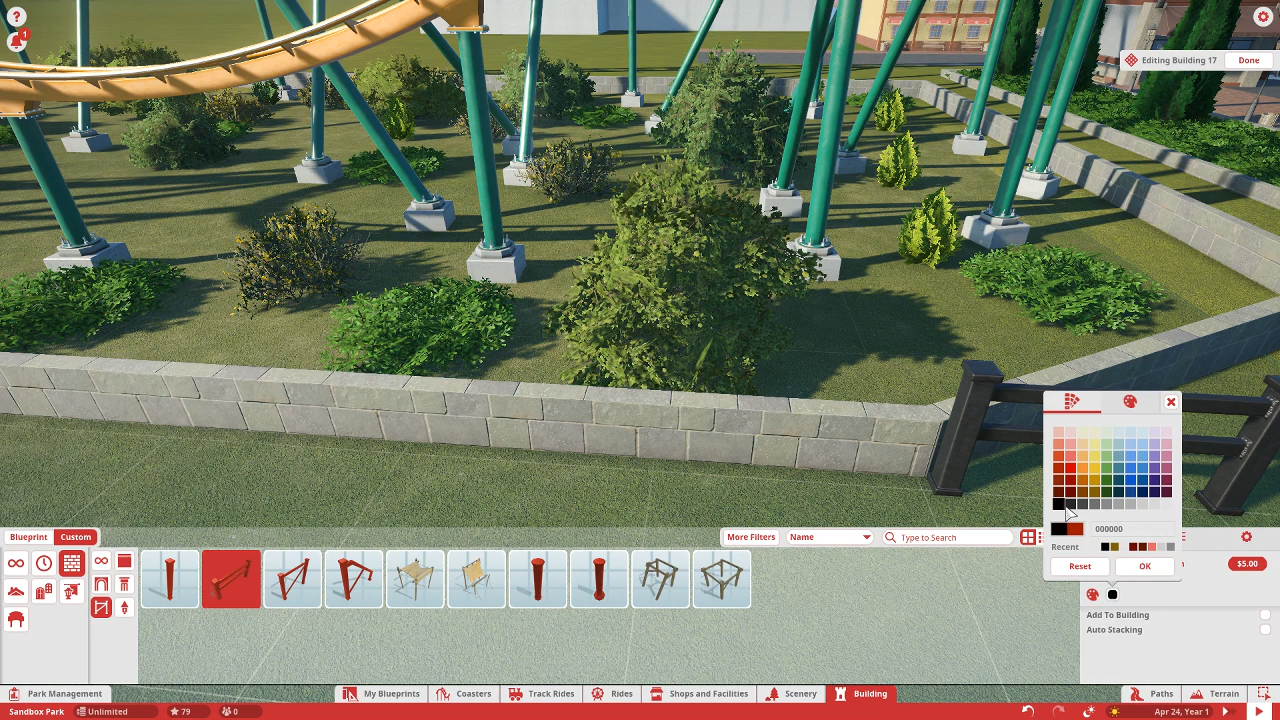 ?
1
Editing Building 17 Done
000000
Recent
Reset OK
$5.00
Add To Building
Auto Stacking
Blueprint Custom
More Filters Name Type to Search
Park Management My Blueprints Coasters Track Rides Rides Shops and Facilities Scenery Building Paths Terrain
Sandbox Park Unlimited 79 0 Apr 24, Year 1